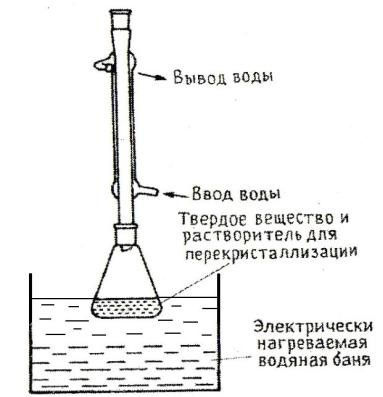 Вывод воды
Ввод воды
Твердое вещество и
растворитель для
перекристаллизации
Электрически
нагреваемая
водяная баня